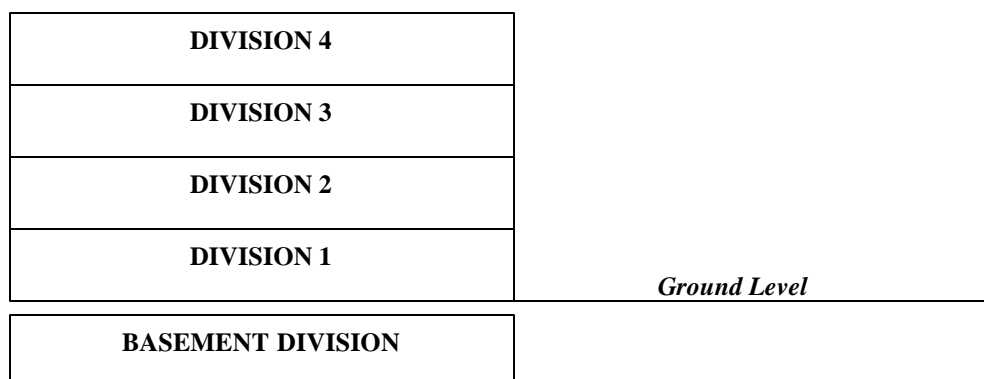 DIVISION 4
DIVISION 3
DIVISION 2
DIVISION 1
Ground Level
BASEMENT DIVISION